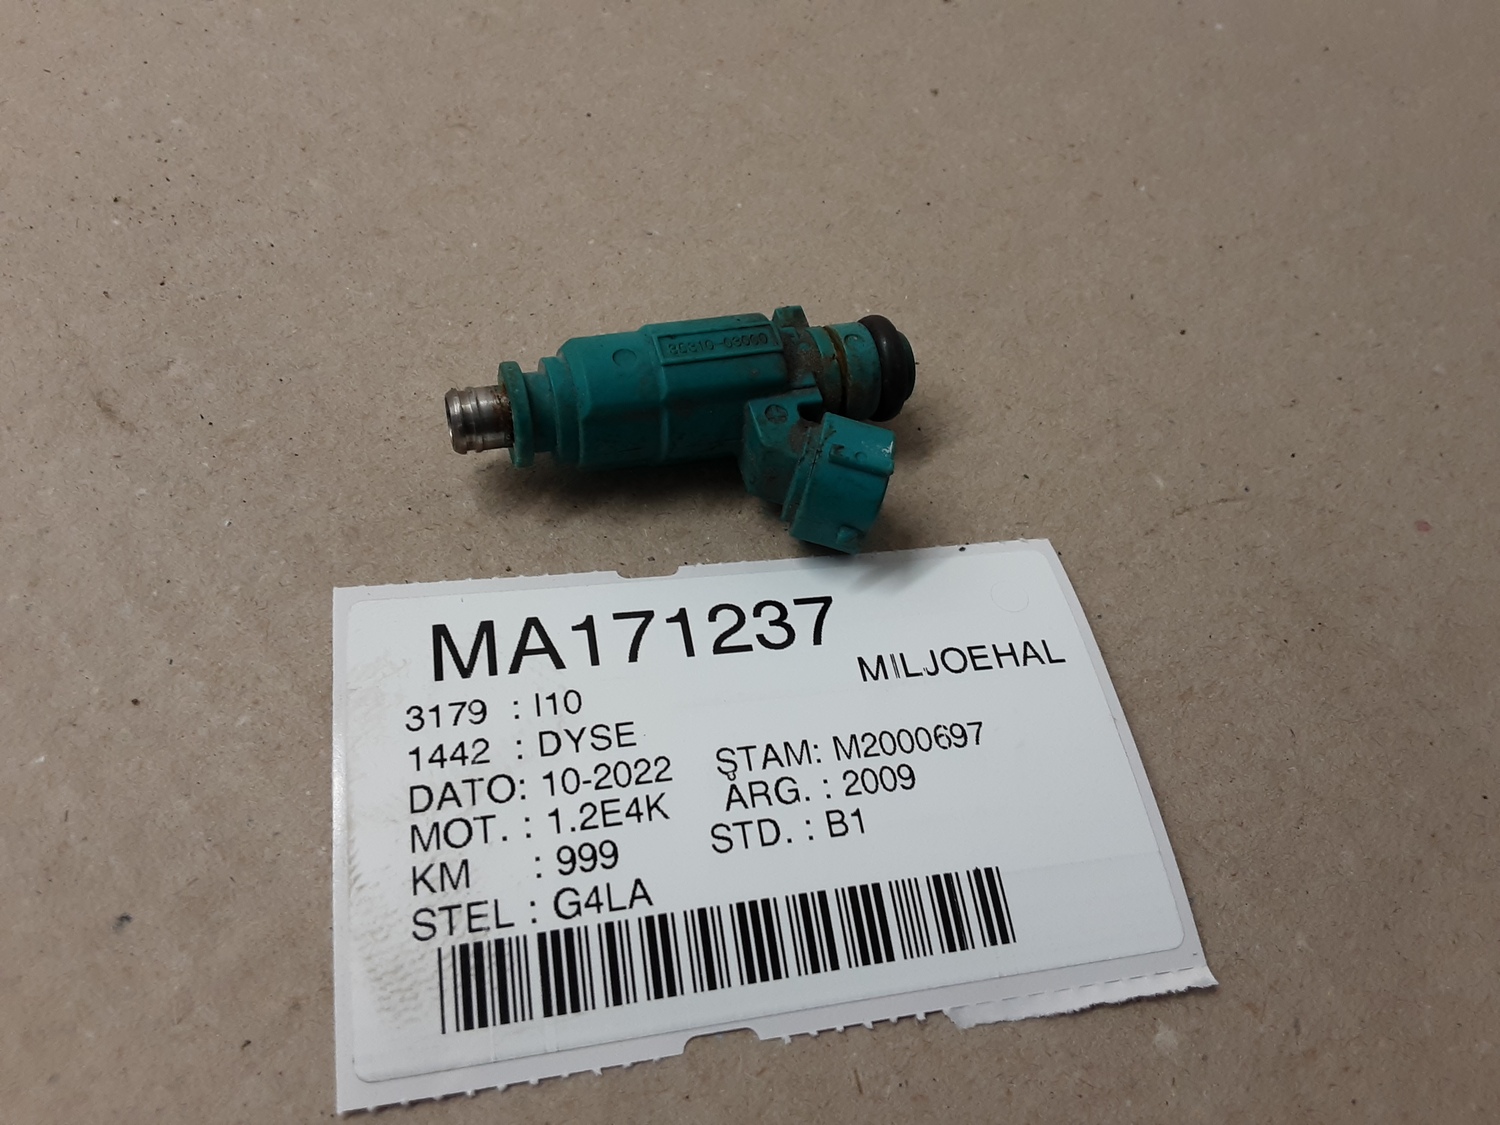 MA171237
MILJOEHAL
3179 : I10
1442 : DYSE
DATO: 10-2022 STAM: M2000697
MOT. : 1.2E4K ÅRG. : 2009
KM : 999 STD. : B1
STEL : G4LA